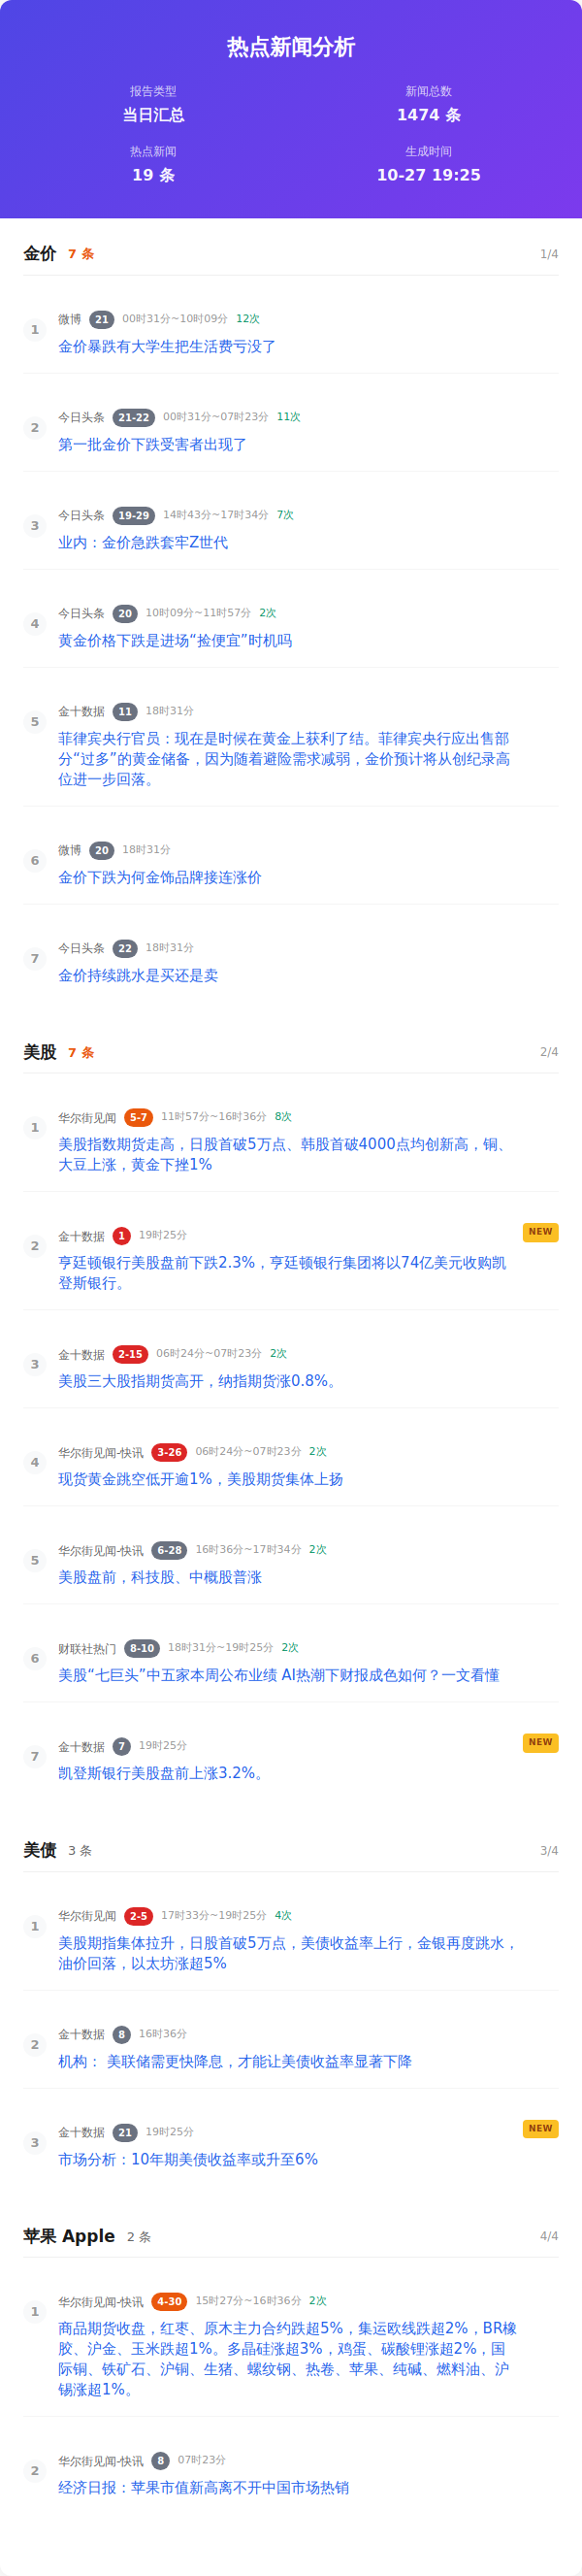 热点新闻分析
报告类型
当日汇总
新闻总数
1474 条
热点新闻
19 条
生成时间
10-27 19:25
金价 7 条 1/4
1
微博 21 00时31分~10时09分 12次
金价暴跌有大学生把生活费亏没了
2
今日头条 21-22 00时31分~07时23分 11次
第一批金价下跌受害者出现了
3
今日头条 19-29 14时43分~17时34分 7次
业内：金价急跌套牢Z世代
4
今日头条 20 10时09分~11时57分 2次
黄金价格下跌是进场“捡便宜”时机吗
5
金十数据 11 18时31分
菲律宾央行官员：现在是时候在黄金上获利了结。菲律宾央行应出售部
分“过多”的黄金储备，因为随着避险需求减弱，金价预计将从创纪录高
位进一步回落。
6
微博 20 18时31分
金价下跌为何金饰品牌接连涨价
7
今日头条 22 18时31分
金价持续跳水是买还是卖
美股 7 条 2/4
1
华尔街见闻 5-7 11时57分~16时36分 8次
美股指数期货走高，日股首破5万点、韩股首破4000点均创新高，铜、
大豆上涨，黄金下挫1%
2
金十数据 1 19时25分 NEW
亨廷顿银行美股盘前下跌2.3%，亨廷顿银行集团将以74亿美元收购凯
登斯银行。
3
金十数据 2-15 06时24分~07时23分 2次
美股三大股指期货高开，纳指期货涨0.8%。
4
华尔街见闻-快讯 3-26 06时24分~07时23分 2次
现货黄金跳空低开逾1%，美股期货集体上扬
5
华尔街见闻-快讯 6-28 16时36分~17时34分 2次
美股盘前，科技股、中概股普涨
6
财联社热门 8-10 18时31分~19时25分 2次
美股“七巨头”中五家本周公布业绩 AI热潮下财报成色如何？一文看懂
7
金十数据 7 19时25分 NEW
凯登斯银行美股盘前上涨3.2%。
美债 3 条 3/4
1
华尔街见闻 2-5 17时33分~19时25分 4次
美股期指集体拉升，日股首破5万点，美债收益率上行，金银再度跳水，
油价回落，以太坊涨超5%
2
金十数据 8 16时36分
机构： 美联储需更快降息，才能让美债收益率显著下降
3
金十数据 21 19时25分 NEW
市场分析：10年期美债收益率或升至6%
苹果 Apple 2 条 4/4
1
华尔街见闻-快讯 4-30 15时27分~16时36分 2次
商品期货收盘，红枣、原木主力合约跌超5%，集运欧线跌超2%，BR橡
胶、沪金、玉米跌超1%。多晶硅涨超3%，鸡蛋、碳酸锂涨超2%，国
际铜、铁矿石、沪铜、生猪、螺纹钢、热卷、苹果、纯碱、燃料油、沪
锡涨超1%。
2
华尔街见闻-快讯 8 07时23分
经济日报：苹果市值新高离不开中国市场热销